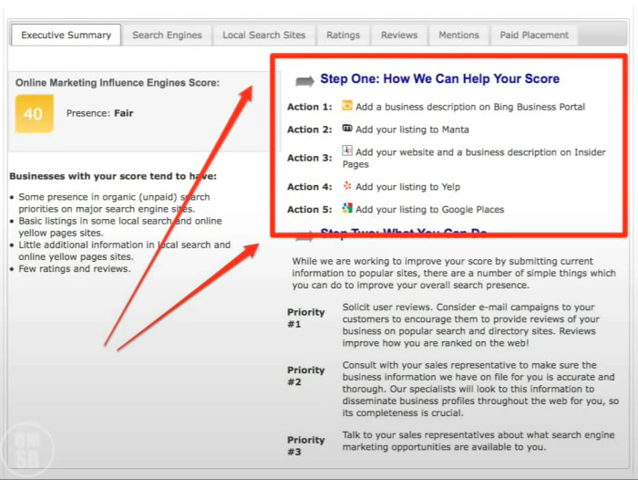 Executive Summary
Search Engines
Local Search Sites
Ratings
Reviews
Mentions
Paid Placement
Online Marketing Influence Engines Score:
40
Presence: Fair
Businesses with your score tend to have:
• Some presence in organic (unpaid) search
priorities on major search engine sites.
• Basic listings in some local search and online
yellow pages sites.
• Little additional information in local search and
online yellow pages sites.
• Few ratings and reviews.
Step One: How We Can Help Your Score
Action 1: Add a business description on Bing Business Portal
Action 2: Add your listing to Manta
Action 3: Add your website and a business description on Insider
Pages
Action 4: Add your listing to Yelp
Action 5: Add your listing to Google Places
Step Two: What You Can Do
While we are working to improve your score by submitting current
information to popular sites, there are a number of simple things which
you can do to improve your overall search presence.
Priority
#1
Solicit user reviews. Consider e-mail campaigns to your
customers to encourage them to provide reviews of your
business on popular search and directory sites. Reviews
improve how you are ranked on the web!
Priority
#2
Consult with your sales representative to make sure the
business information we have on file for you is accurate and
thorough. Our specialists will look to this information to
disseminate business profiles throughout the web for you, so
its completeness is crucial.
Priority
#3
Talk to your sales representatives about what search engine
marketing opportunities are available to you.